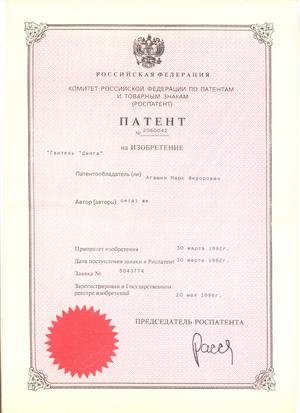 РОССИЙСКАЯ ФЕДЕРАЦИЯ
КОМИТЕТ РОССИЙСКОЙ ФЕДЕРАЦИИ ПО ПАТЕНТАМ
И ТОВАРНЫМ ЗНАКАМ
(РОСПАТЕНТ)
ПАТЕНТ
№ 2060042
на ИЗОБРЕТЕНИЕ
"Гантель "Динга"
Патентообладатель (ли) Агашин Марк Федорович
Автор (авторы) он(а) же
Приоритет изобретения 30 марта 1992г.
Дата поступления заявки в Роспатент 30 марта 1992г.
Заявка № 5043774
Зарегистрирован в Государственном
реестре изобретений 20 мая 1996г.
ПРЕДСЕДАТЕЛЬ РОСПАТЕНТА